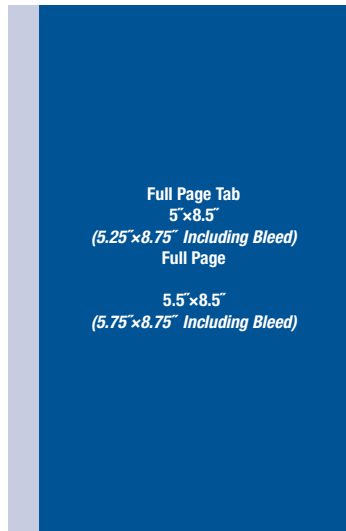 Full Page Tab
5˝×8.5˝
(5.25˝×8.75˝ Including Bleed)
Full Page
5.5˝×8.5˝
(5.75˝×8.75˝ Including Bleed)